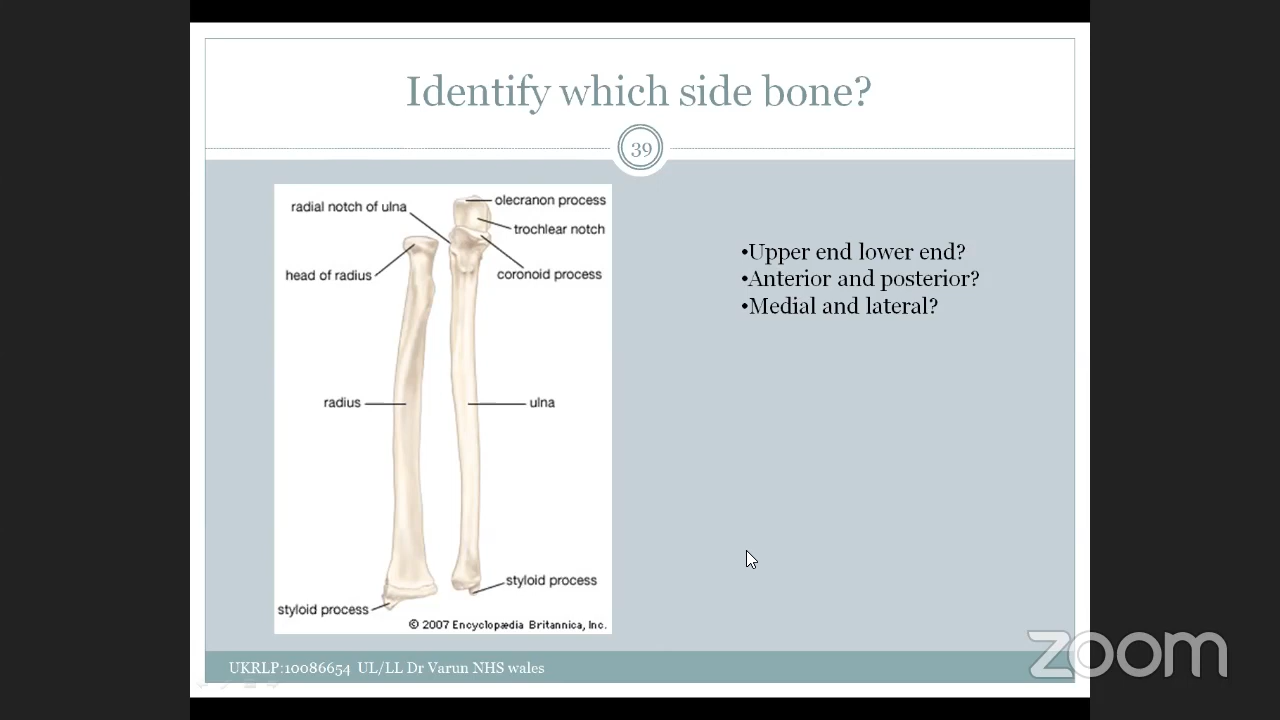 Identify which side bone?
39
radial notch of ulna
olecranon process
trochlear notch
head of radius
coronoid process
radius
ulna
styloid process
styloid process
© 2007 Encyclopædia Britannica, Inc.
•Upper end lower end?
•Anterior and posterior?
•Medial and lateral?
UKRLP:10086654 UL/LL Dr Varun NHS wales
zoom